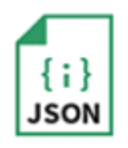 { i }
JSON